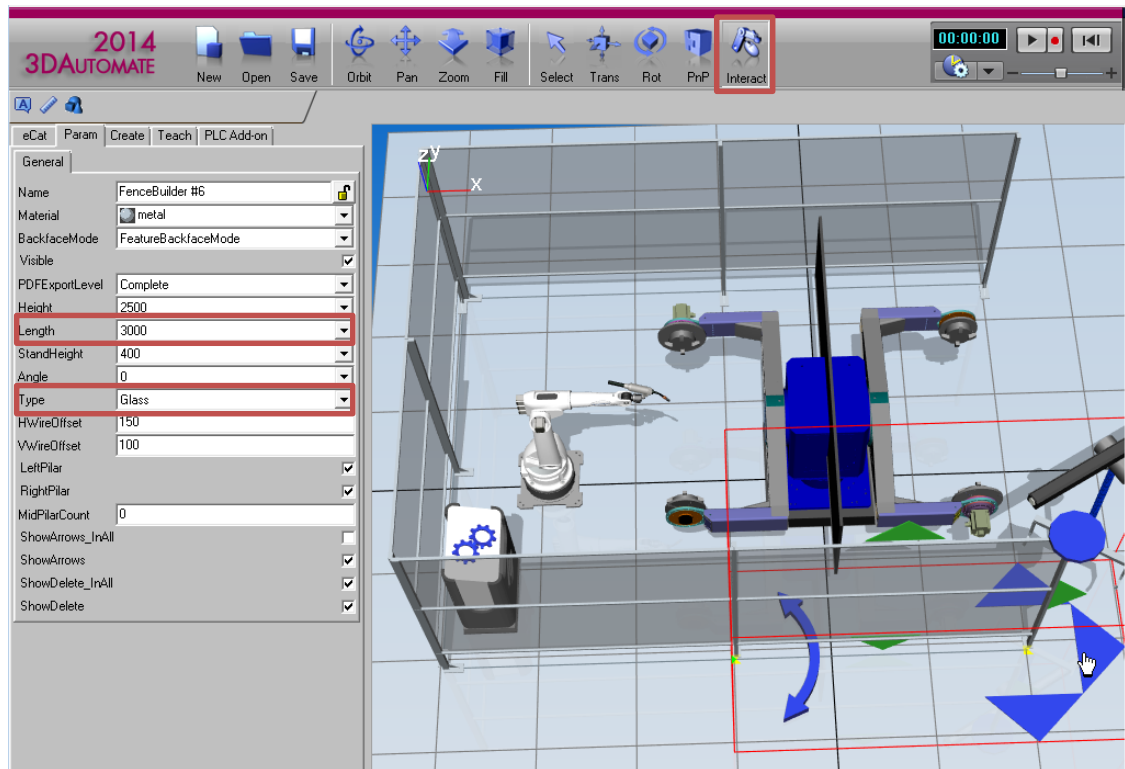 2014
3DAUTOMATE
New Open Save Orbit Pan Zoom Fill Select Trans Rot PnP Interact
00:00:00
eCat Param Create Teach PLC Add-on
General
Name FenceBuilder #6
Material metal
BackfaceMode FeatureBackfaceMode
Visible
PDFExportLevel Complete
Height 2500
Length 3000
StandHeight 400
Angle 0
Type Glass
HWireOffset 150
VWireOffset 100
LeftPilar
RightPilar
MidPilarCount 0
ShowArrows_InAll
ShowArrows
ShowDelete_InAll
ShowDelete
A
z y
x